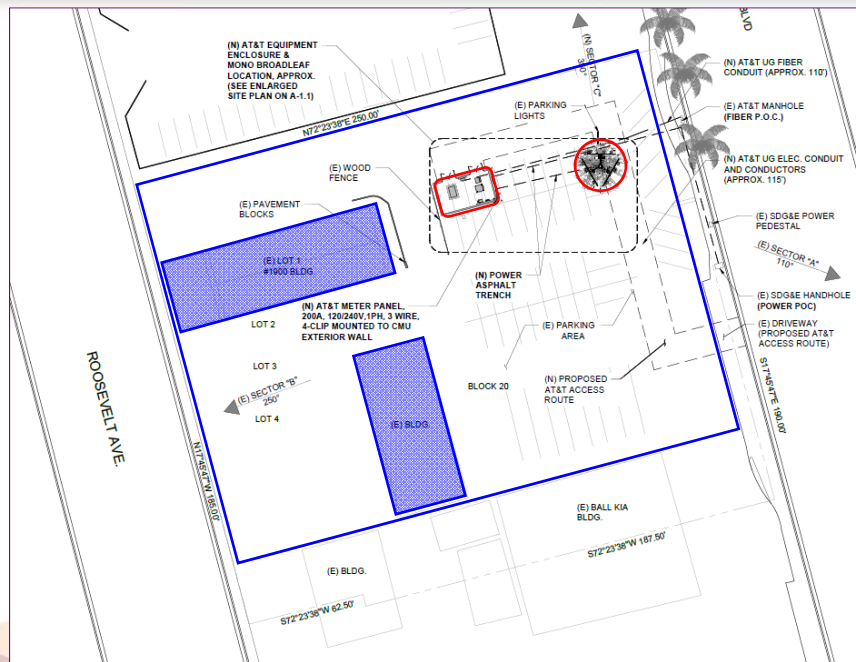 BLVD
(N) AT&T EQUIPMENT
ENCLOSURE &
MONO BROADLEAF
LOCATION, APPROX.
(SEE ENLARGED
SITE PLAN ON A-1.1)
(N) SECTOR "C"
(N) AT&T UG FIBER
CONDUIT (APPROX. 110')
(E) PARKING
LIGHTS
(E) AT&T MANHOLE
(FIBER P.O.C.)
N72°23'38"E 250.00'
(E) WOOD
FENCE
(N) AT&T UG ELEC. CONDUIT
AND CONDUCTORS
(APPROX. 115')
(E) PAVEMENT
BLOCKS
(E) SDG&E POWER
PEDESTAL
(E) SECTOR "A"
110°
(E) LOT 1
#1900 BLDG.
(N) POWER
ASPHALT
TRENCH
(E) SDG&E HANDHOLE
(POWER POC)
(N) AT&T METER PANEL,
200A, 120/240V,1PH, 3 WIRE,
4-CLIP MOUNTED TO CMU
EXTERIOR WALL
LOT 2
(E) PARKING
AREA
(E) DRIVEWAY
(PROPOSED AT&T
ACCESS ROUTE)
LOT 3
(E) SECTOR "B"
250°
BLOCK 20
(N) PROPOSED
AT&T ACCESS
ROUTE
ROOSEVELT AVE.
LOT 4
(E) BLDG.
S17°45'47"E 190.00'
N17°45'47"W 185.00'
(E) BALL KIA
BLDG.
S72°23'38"W 187.50'
(E) BLDG.
S72°23'38"W 62.50'